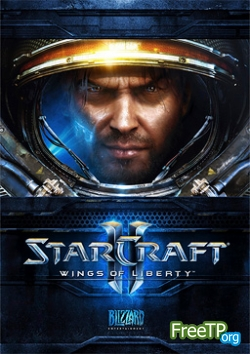 STARCRAFT
II
WINGS OF LIBERTY
BLIZZARD
ENTERTAINMENT
FreeTP.org